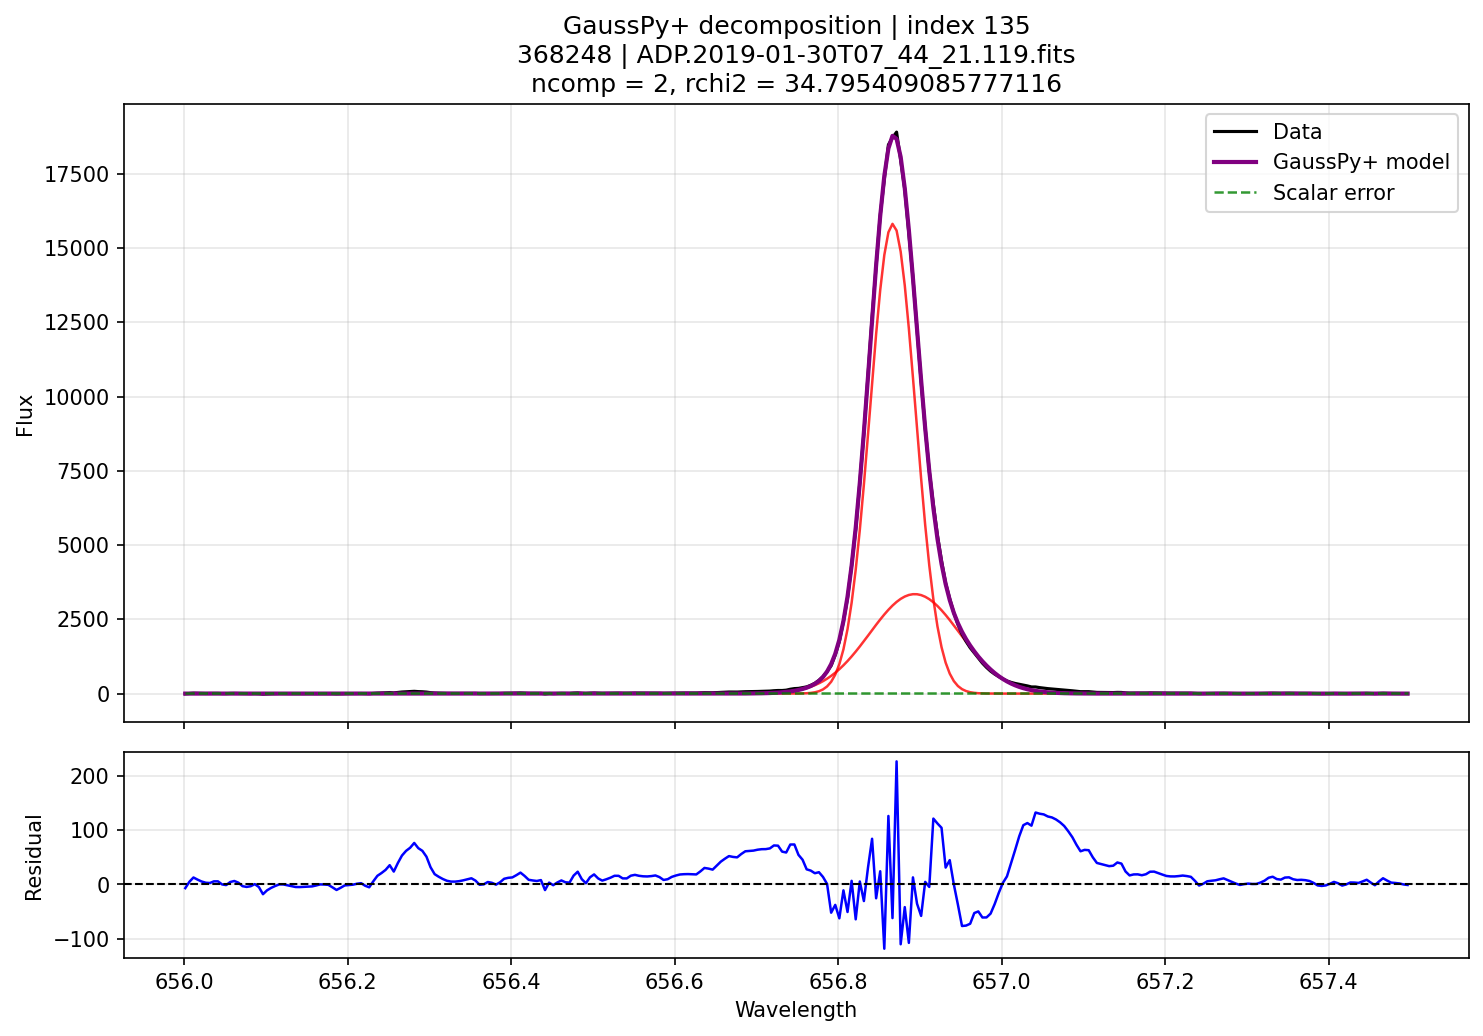 GaussPy+ decomposition | index 135
368248 | ADP.2019-01-30T07_44_21.119.fits
ncomp = 2, rchi2 = 34.795409085777116
Data
GaussPy+ model
Scalar error
17500
15000
12500
10000
7500
5000
2500
0
Flux
200
100
0
−100
Residual
656.0 656.2 656.4 656.6 656.8 657.0 657.2 657.4
Wavelength